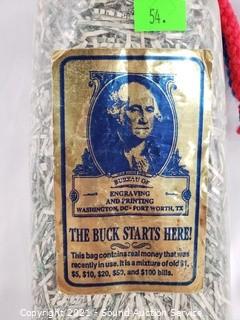 54.
BUREAU OF
ENGRAVING
AND PRINTING
WASHINGTON, DC · FORT WORTH, TX
THE BUCK STARTS HERE!
This bag contains real money that was
recently in use. It is a mixture of old $1,
$5, $10, $20, $50, and $100 bills.
Copyright 2021 - Sound Auction Service